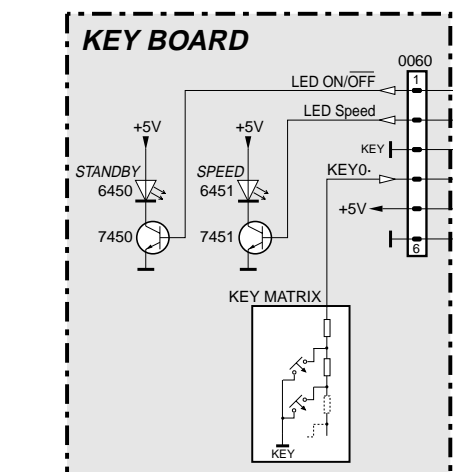 KEY BOARD
0060
1
LED ON/OFF
LED Speed
+5V
+5V
KEY
STANDBY
SPEED
KEY0·
6450
6451
+5V
7450
7451
6
KEY MATRIX
KEY